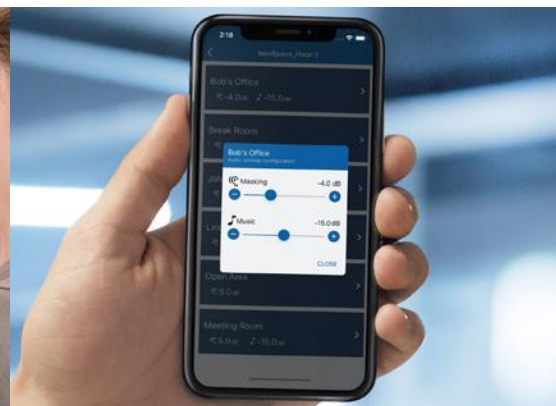 2:18
Bob's Office
-4.0 dB -15.0 dB
Break Room
Bob's Office
Audio settings configuration
Masking -4.0 dB
Music -15.0 dB
CLOSE
Open Area
5.0 dB
Meeting Room
5.0 dB -15.0 dB